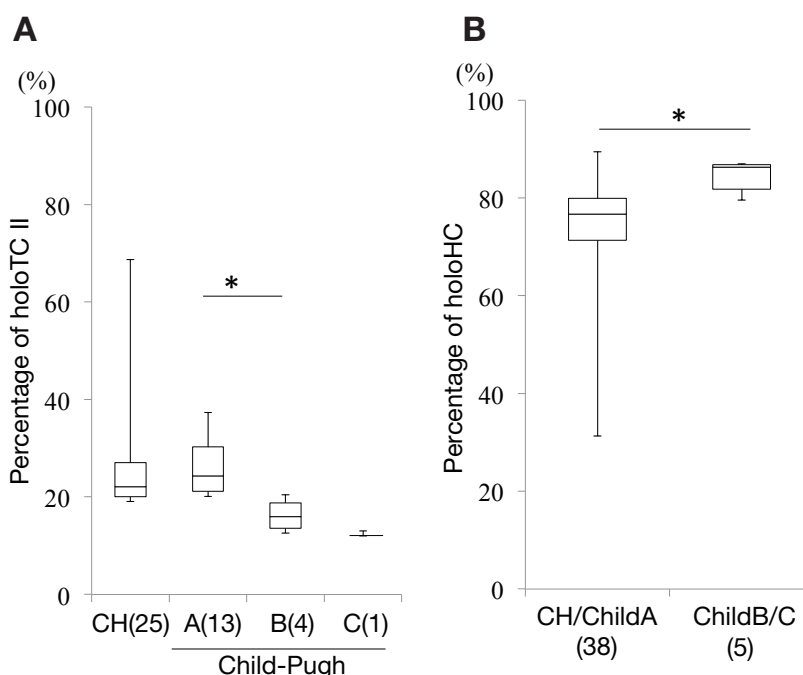 A
(%)
100
80
60
40
20
0
Percentage of holoTC II
*
CH(25) A(13) B(4) C(1)
Child-Pugh
B
(%)
100
80
60
40
20
0
Percentage of holoHC
*
CH/ChildA ChildB/C
(38) (5)